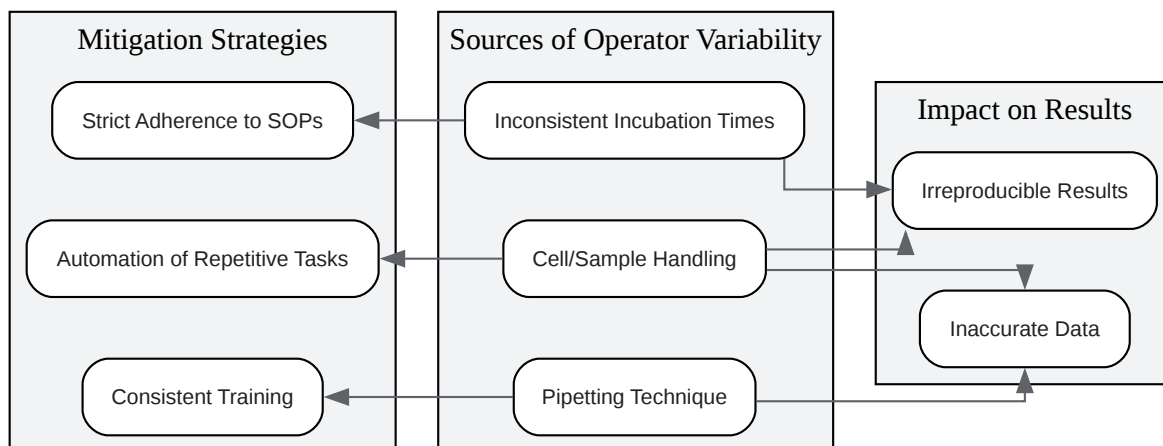 Mitigation Strategies
Strict Adherence to SOPs
Automation of Repetitive Tasks
Consistent Training
Sources of Operator Variability
Inconsistent Incubation Times
Cell/Sample Handling
Pipetting Technique
Impact on Results
Irreproducible Results
Inaccurate Data